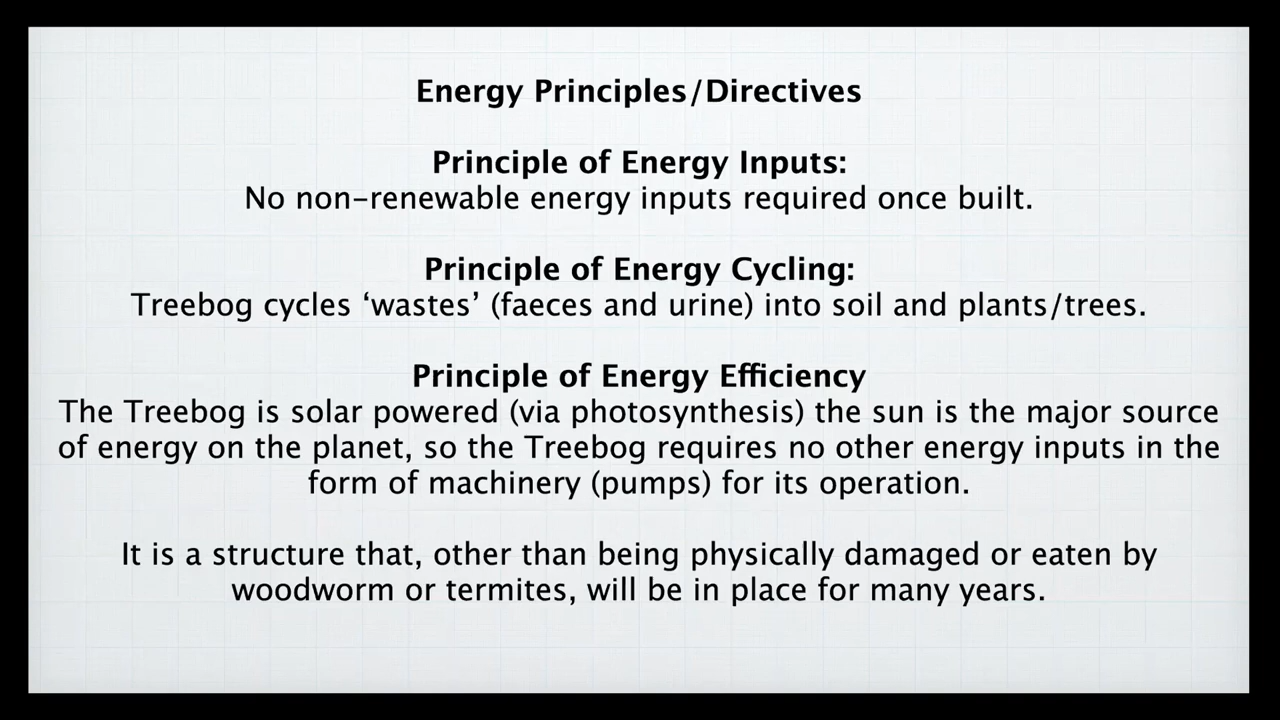 Energy Principles/Directives
Principle of Energy Inputs:
No non-renewable energy inputs required once built.
Principle of Energy Cycling:
Treebog cycles ‘wastes’ (faeces and urine) into soil and plants/trees.
Principle of Energy Efficiency
The Treebog is solar powered (via photosynthesis) the sun is the major source
of energy on the planet, so the Treebog requires no other energy inputs in the
form of machinery (pumps) for its operation.
It is a structure that, other than being physically damaged or eaten by
woodworm or termites, will be in place for many years.